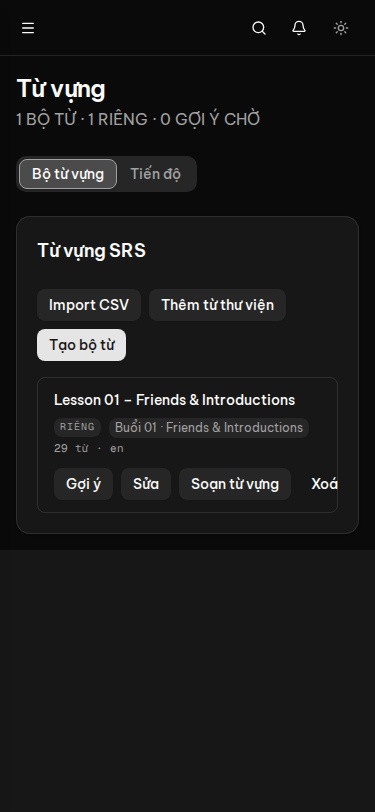 Từ vựng
1 BỘ TỪ · 1 RIÊNG · 0 GỢI Ý CHỜ
Bộ từ vựng Tiến độ
Từ vựng SRS
Import CSV Thêm từ thư viện
Tạo bộ từ
Lesson 01 – Friends & Introductions
RIÊNG Buổi 01 · Friends & Introductions
29 từ · en
Gợi ý Sửa Soạn từ vựng Xoá